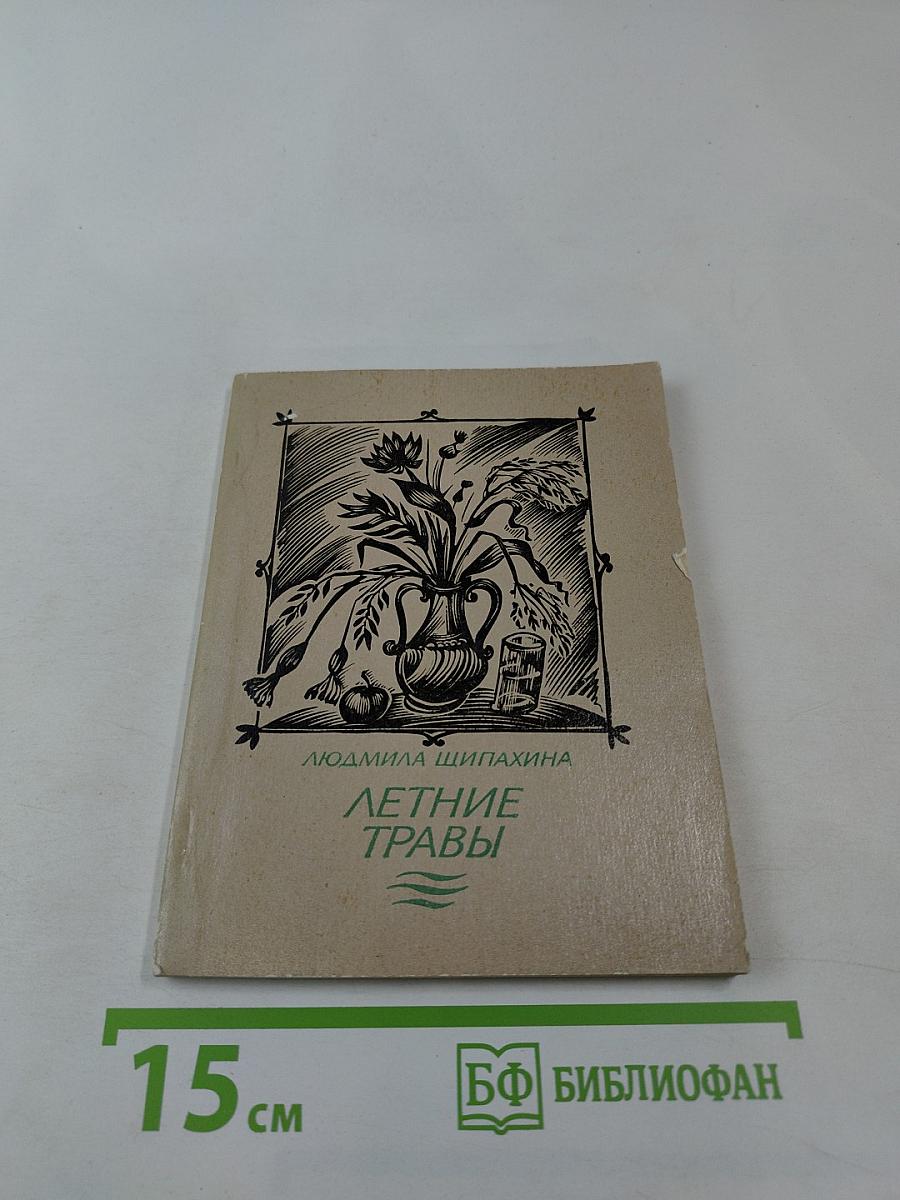 ЛЮДМИЛА ЩИПАХИНА
ЛЕТНИЕ
ТРАВЫ
15 см
БФ БИБЛИОФАН